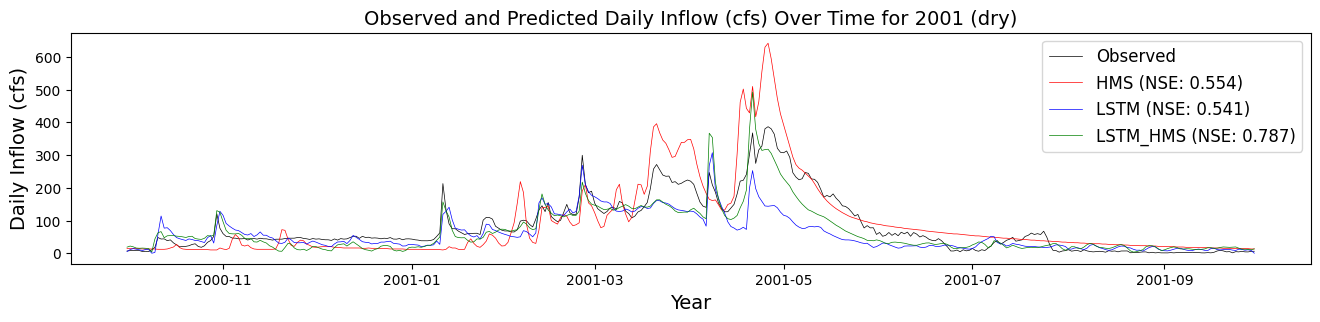 Observed and Predicted Daily Inflow (cfs) Over Time for 2001 (dry)
Daily Inflow (cfs)
600
500
400
300
200
100
0
Observed
HMS (NSE: 0.554)
LSTM (NSE: 0.541)
LSTM_HMS (NSE: 0.787)
2000-11 2001-01 2001-03 2001-05 2001-07 2001-09
Year